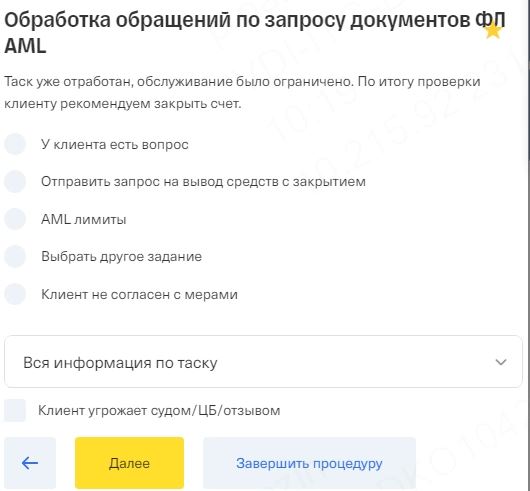 Обработка обращений по запросу документов ФЛ
AML
Таск уже отработан, обслуживание было ограничено. По итогу проверки
клиенту рекомендуем закрыть счет.
У клиента есть вопрос
Отправить запрос на вывод средств с закрытием
AML лимиты
Выбрать другое задание
Клиент не согласен с мерами
Вся информация по таску
Клиент угрожает судом/ЦБ/отзывом
Далее
Завершить процедуру